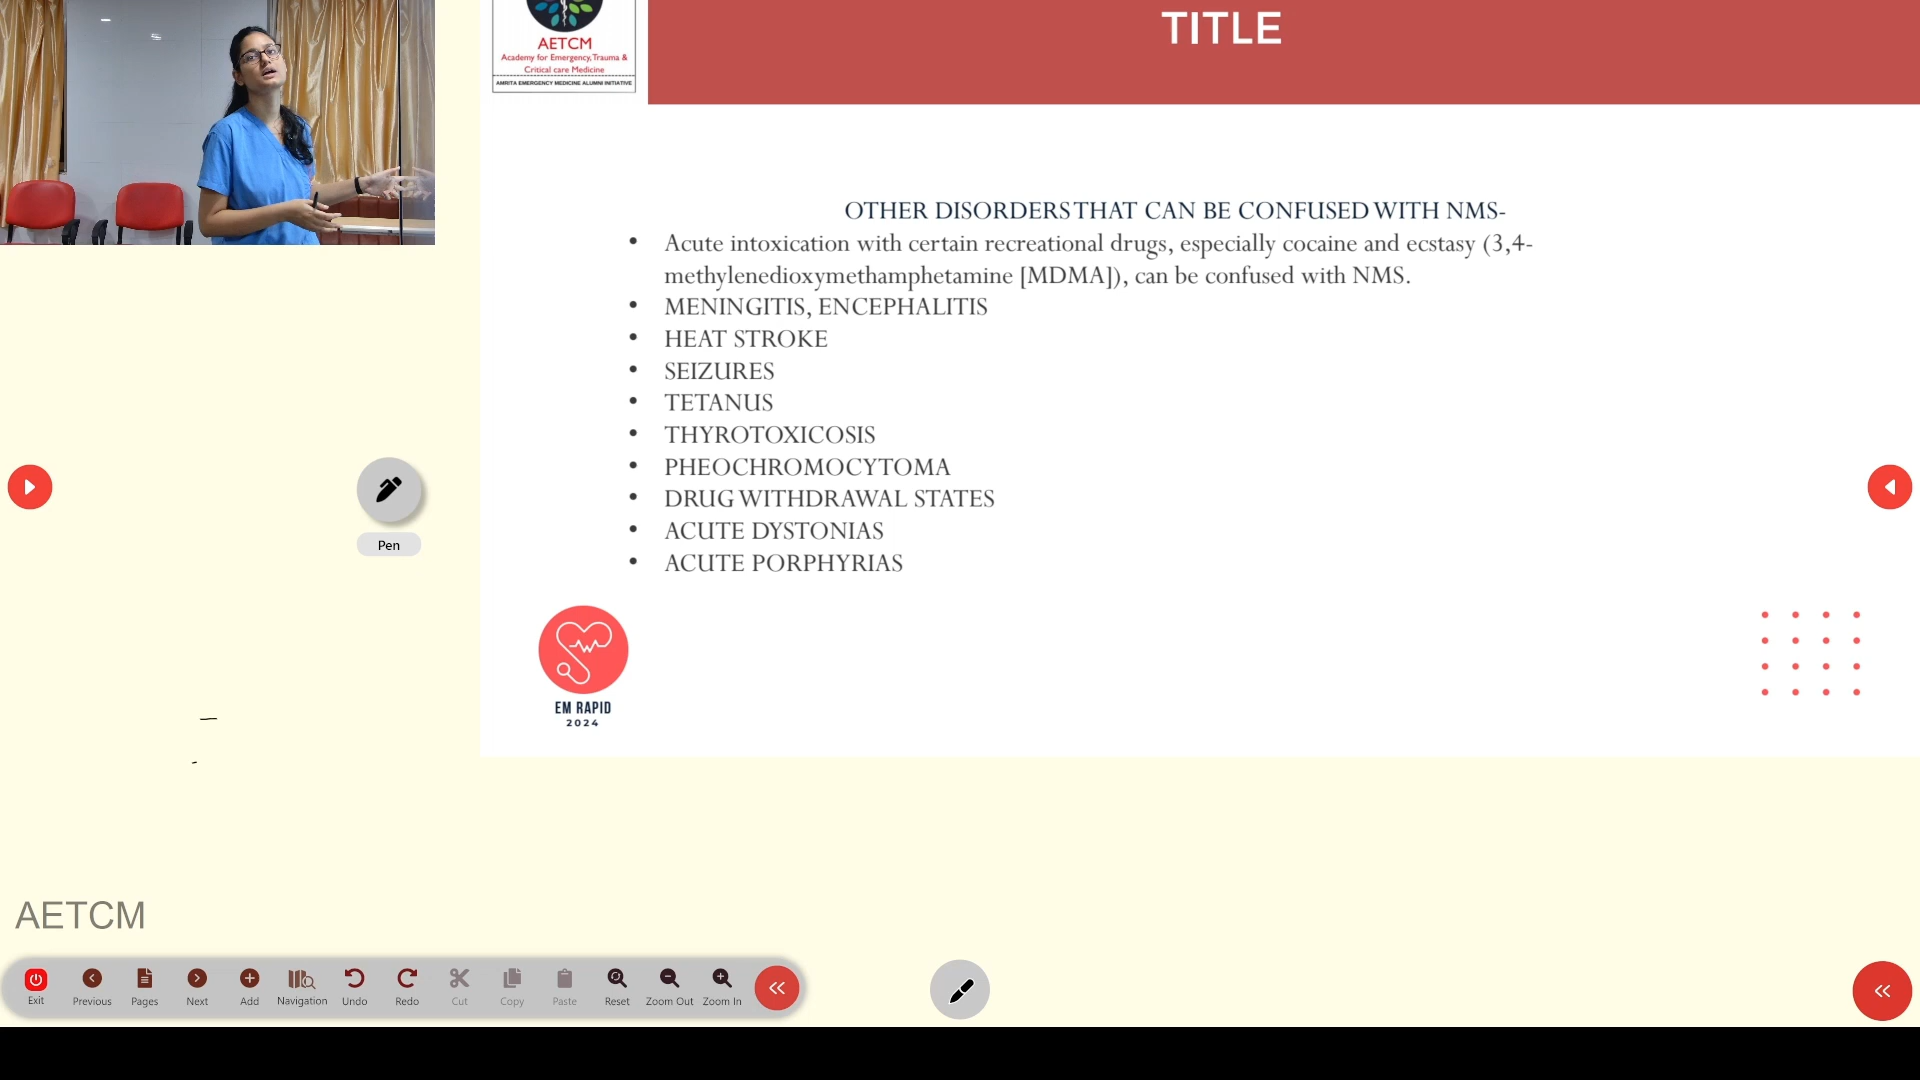 AETCM
Academy for Emergency, Trauma &
Critical care Medicine
AMRITA EMERGENCY MEDICINE ALUMNI INITIATIVE
TITLE
OTHER DISORDERS THAT CAN BE CONFUSED WITH NMS-
• Acute intoxication with certain recreational drugs, especially cocaine and ecstasy (3,4-
methylenedioxymethamphetamine [MDMA]), can be confused with NMS.
• MENINGITIS, ENCEPHALITIS
• HEAT STROKE
• SEIZURES
• TETANUS
• THYROTOXICOSIS
• PHEOCHROMOCYTOMA
• DRUG WITHDRAWAL STATES
• ACUTE DYSTONIAS
• ACUTE PORPHYRIAS
Pen
EM RAPID
2024
AETCM
Exit Previous Pages Next Add Navigation Undo Redo Cut Copy Paste Reset Zoom Out Zoom In